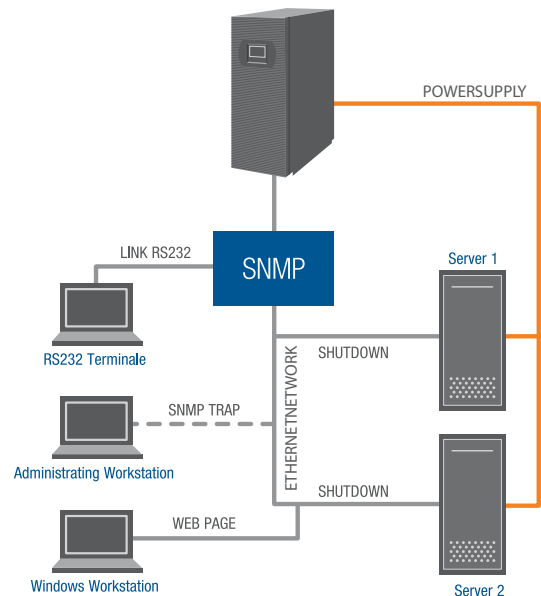 POWERSUPPLY
LINK RS232
SNMP
Server 1
RS232 Terminale
SHUTDOWN
ETHERNETNETWORK
SNMP TRAP
Administrating Workstation
SHUTDOWN
WEB PAGE
Windows Workstation
Server 2